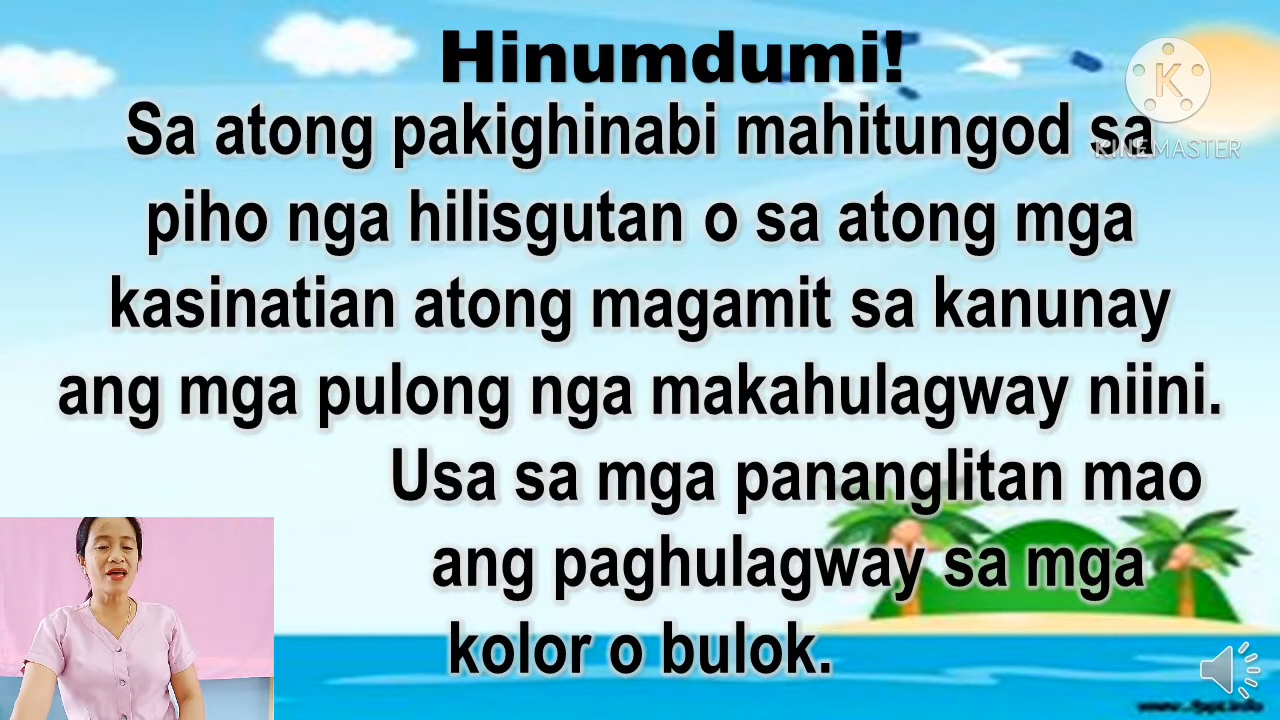 Hinumdumi!
Sa atong pakighinabi mahitungod sa
piho nga hilisgutan o sa atong mga
kasinatian atong magamit sa kanunay
ang mga pulong nga makahulagway niini.
Usa sa mga pananglitan mao
ang paghulagway sa mga
kolor o bulok.
K
KINEMASTER